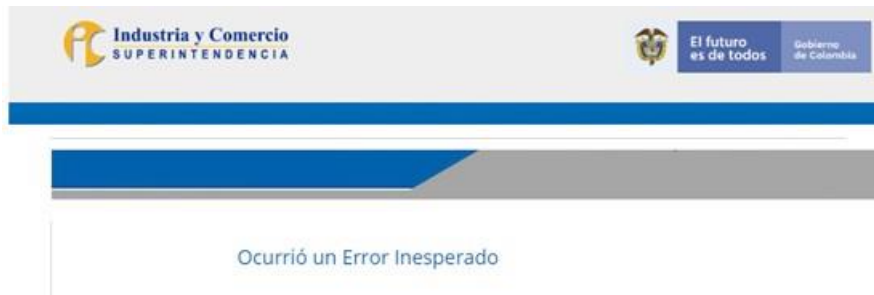 Industria y Comercio
SUPERINTENDENCIA
El futuro
es de todos
Gobierno
de Colombia
Ocurrió un Error Inesperado